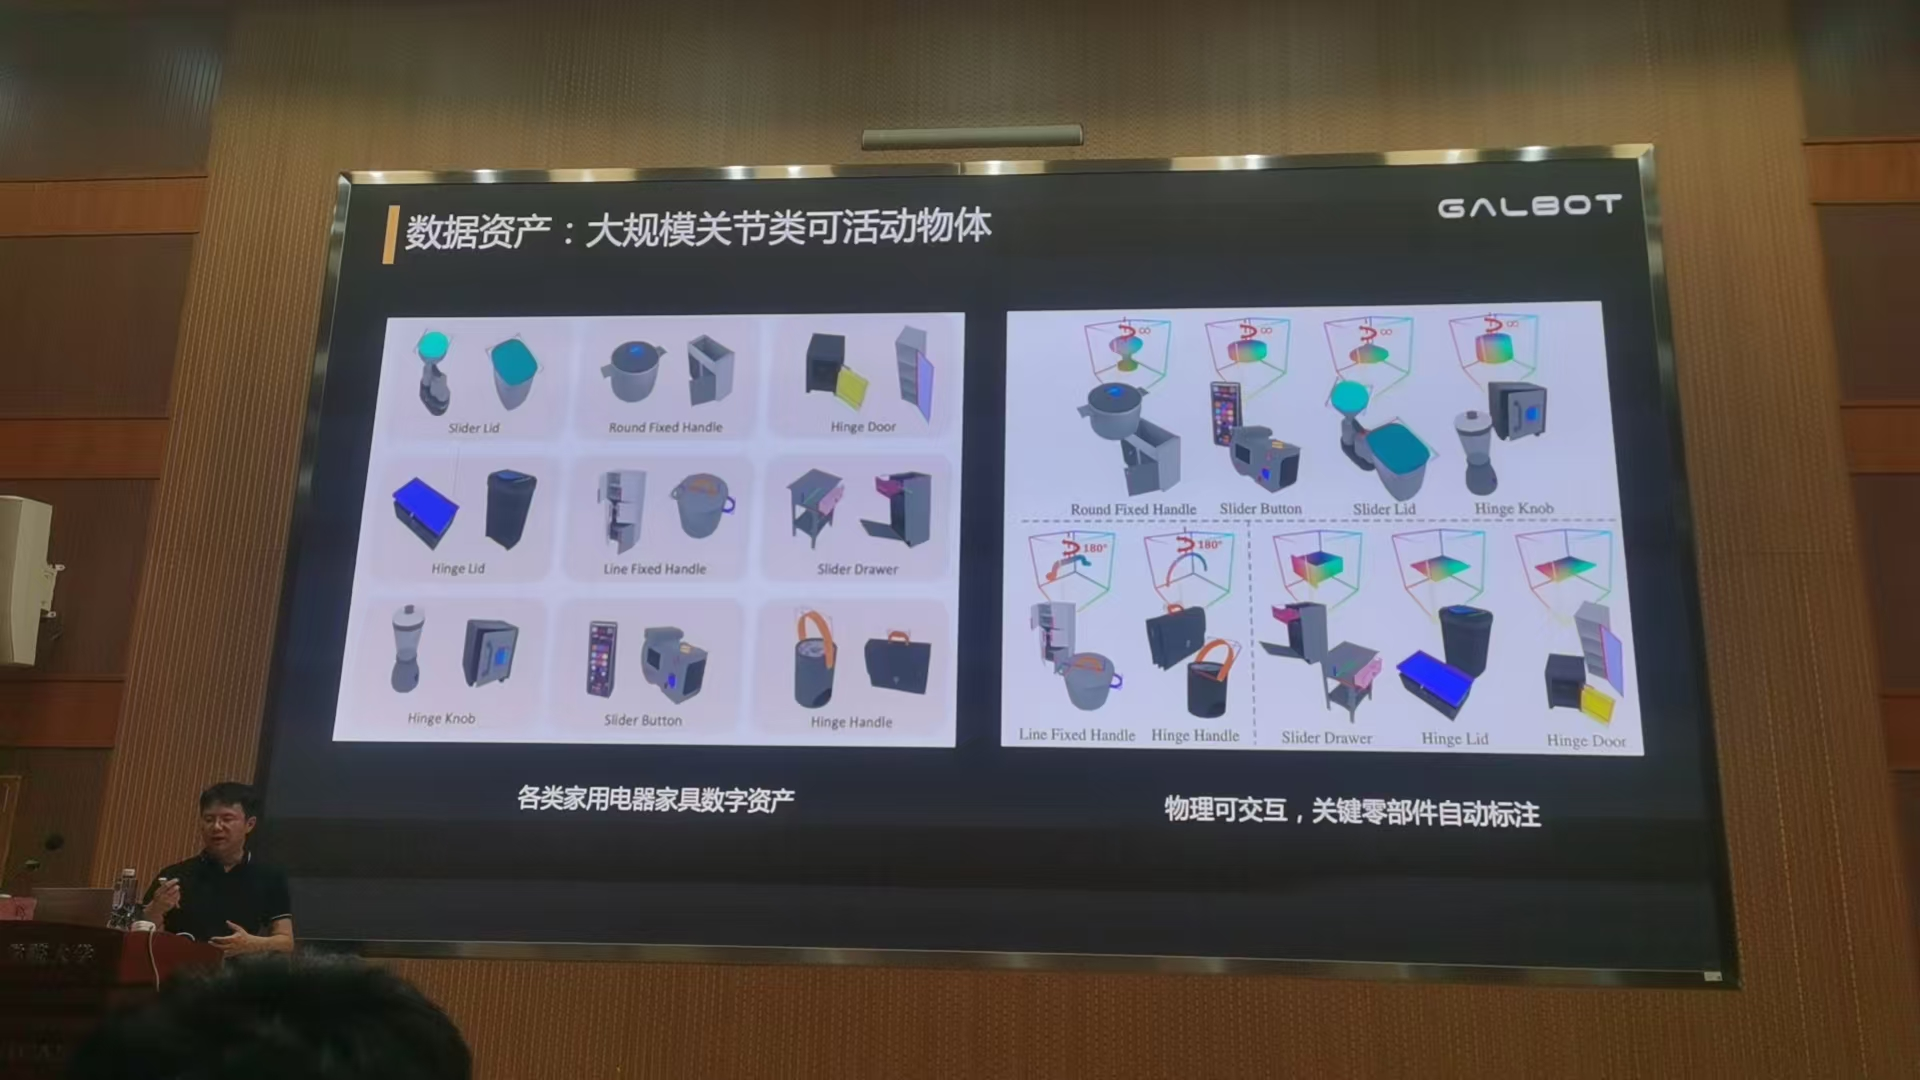 数据资产：大规模关节类可活动物体
GALBOT
Slider Lid
Round Fixed Handle
Hinge Door
Hinge Lid
Line Fixed Handle
Slider Drawer
Hinge Knob
Slider Button
Hinge Handle
各类家用电器家具数字资产
∞ ∞ ∞ ∞
Round Fixed Handle
Slider Button
Slider Lid
Hinge Knob
180° 180°
Line Fixed Handle
Hinge Handle
Slider Drawer
Hinge Lid
Hinge Door
物理可交互，关键零部件自动标注
大学